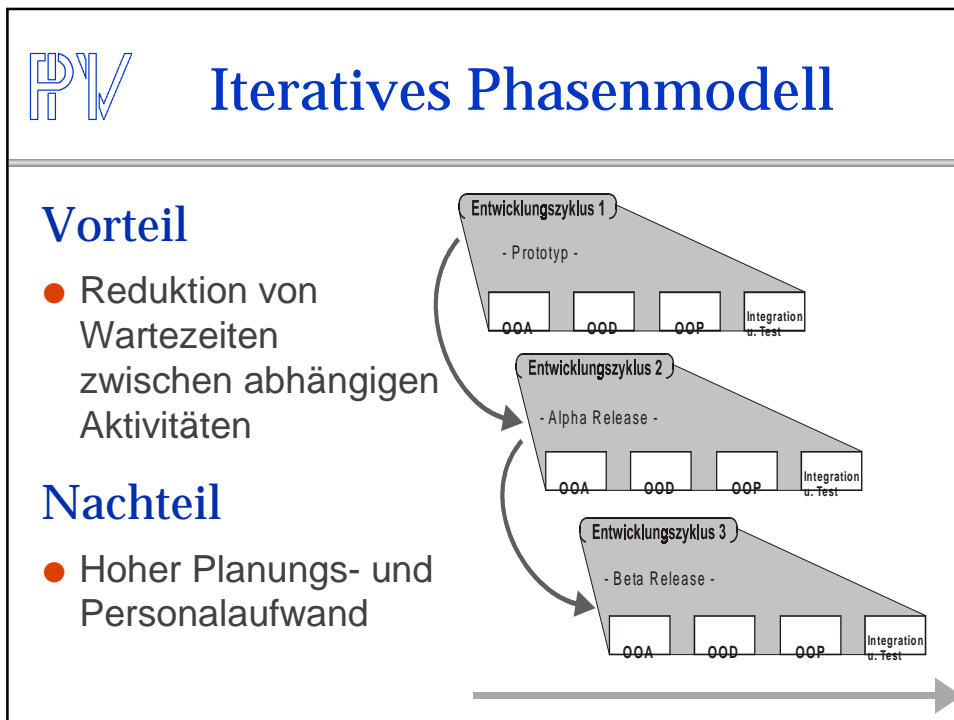 PPV
Iteratives Phasenmodell
Vorteil
Reduktion von
Wartezeiten
zwischen abhängigen
Aktivitäten
Nachteil
Hoher Planungs- und
Personalaufwand
Entwicklungszyklus 1
- Prototyp -
OOA OOD OOP Integration
u. Test
Entwicklungszyklus 2
- Alpha Release -
OOA OOD OOP Integration
u. Test
Entwicklungszyklus 3
- Beta Release -
OOA OOD OOP Integration
u. Test